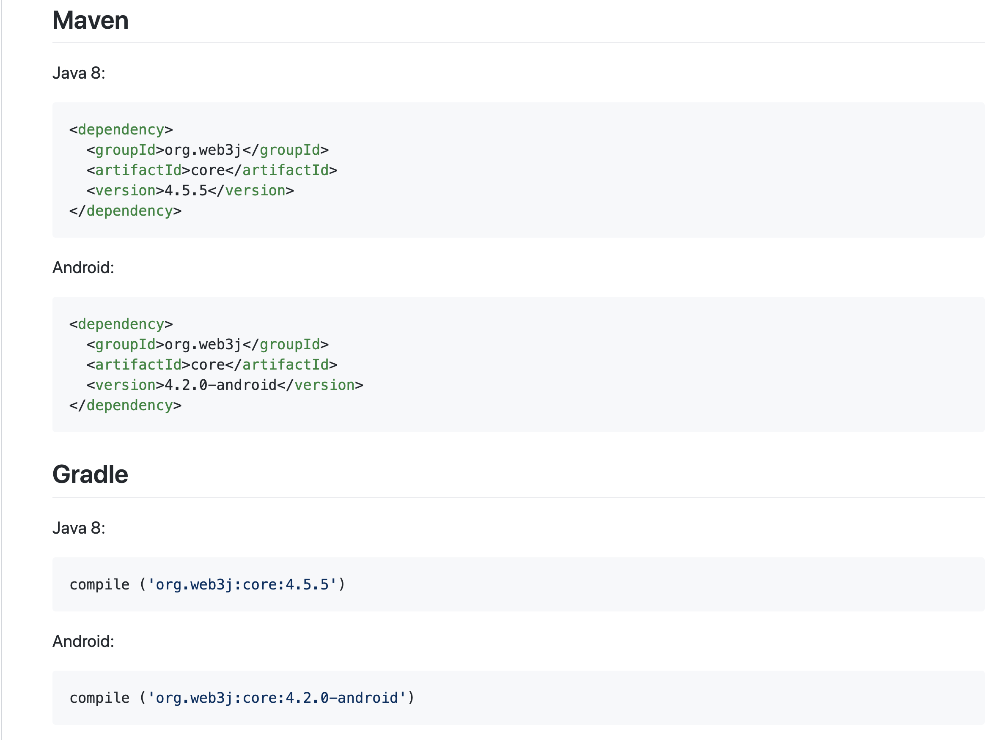 Maven
Java 8:
<dependency>
  <groupId>org.web3j</groupId>
  <artifactId>core</artifactId>
  <version>4.5.5</version>
</dependency>
Android:
<dependency>
  <groupId>org.web3j</groupId>
  <artifactId>core</artifactId>
  <version>4.2.0-android</version>
</dependency>
Gradle
Java 8:
compile ('org.web3j:core:4.5.5')
Android:
compile ('org.web3j:core:4.2.0-android')